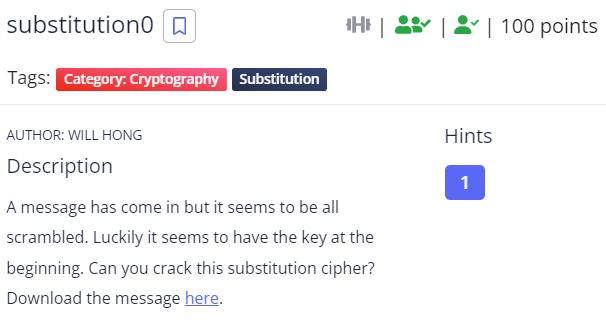 substitution0
| | | 100 points
Tags: Category: Cryptography Substitution
AUTHOR: WILL HONG
Hints
Description
1
A message has come in but it seems to be all
scrambled. Luckily it seems to have the key at the
beginning. Can you crack this substitution cipher?
Download the message here.